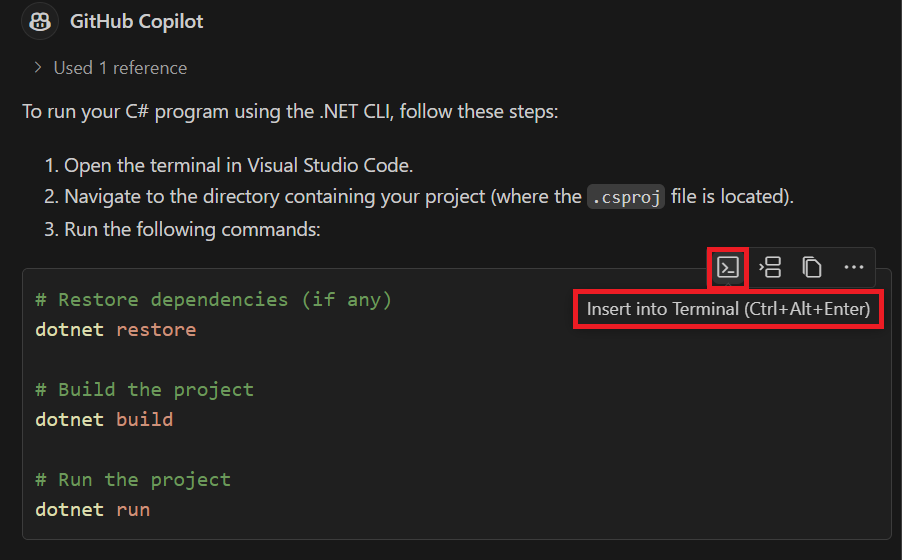 GitHub Copilot
Used 1 reference
To run your C# program using the .NET CLI, follow these steps:
1. Open the terminal in Visual Studio Code.
2. Navigate to the directory containing your project (where the .csproj file is located).
3. Run the following commands:
Insert into Terminal (Ctrl+Alt+Enter)
# Restore dependencies (if any)
dotnet restore
# Build the project
dotnet build
# Run the project
dotnet run